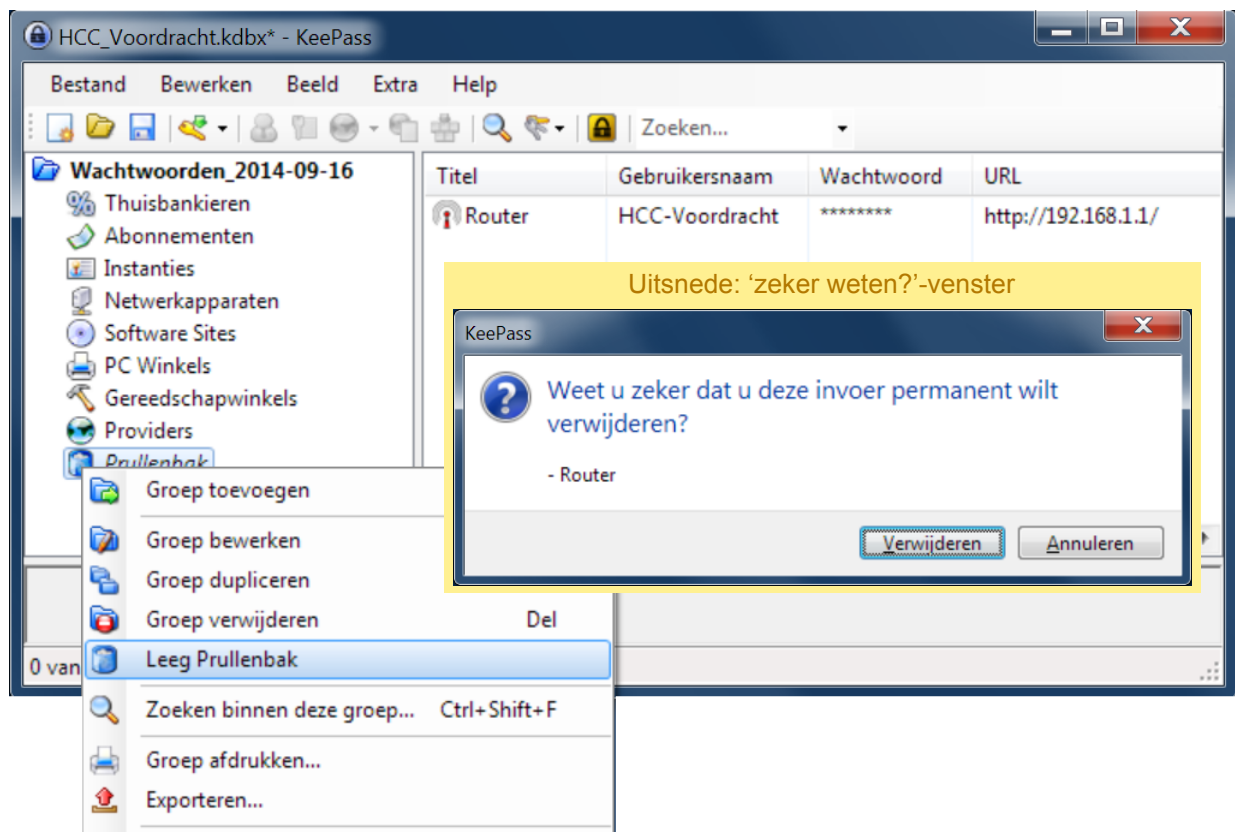 HCC_Voordracht.kdbx* - KeePass
Bestand Bewerken Beeld Extra Help
Zoeken...
Wachtwoorden_2014-09-16
Thuisbankieren
Abonnementen
Instanties
Netwerkapparaten
Software Sites
PC Winkels
Gereedschapwinkels
Providers
Prullenbak
Titel Gebruikersnaam Wachtwoord URL
Router HCC-Voordracht ******** http://192.168.1.1/
Uitsnede: ‘zeker weten?’-venster
KeePass
Weet u zeker dat u deze invoer permanent wilt
verwijderen?
- Router
Verwijderen Annuleren
Groep toevoegen
Groep bewerken
Groep dupliceren
Groep verwijderen Del
Leeg Prullenbak
Zoeken binnen deze groep... Ctrl+Shift+F
Groep afdrukken...
Exporteren...
0 van